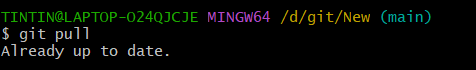 TINTIN@LAPTOP-O24QJCJE MINGW64 /d/git/New (main)
$ git pull
Already up to date.